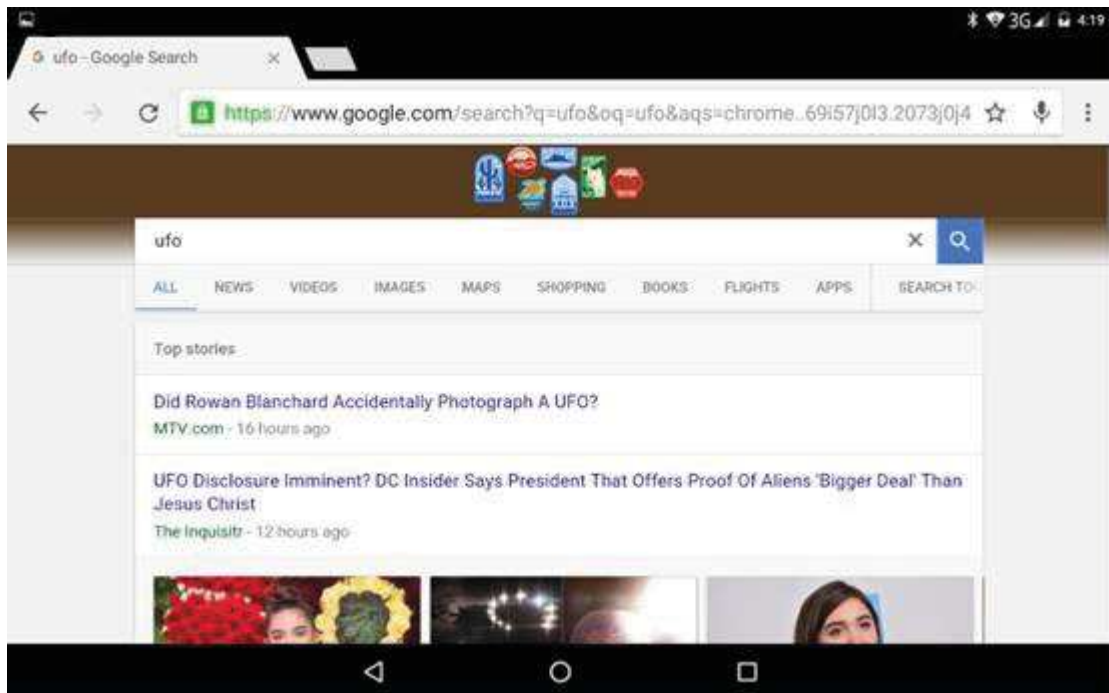 3G 4:19
ufo - Google Search
https://www.google.com/search?q=ufo&oq=ufo&aqs=chrome..69i57j0l3.2073j0j4
ufo
ALL NEWS VIDEOS IMAGES MAPS SHOPPING BOOKS FLIGHTS APPS SEARCH TO
Top stories
Did Rowan Blanchard Accidentally Photograph A UFO?
MTV.com - 16 hours ago
UFO Disclosure Imminent? DC Insider Says President That Offers Proof Of Aliens 'Bigger Deal' Than
Jesus Christ
The Inquisitr - 12 hours ago